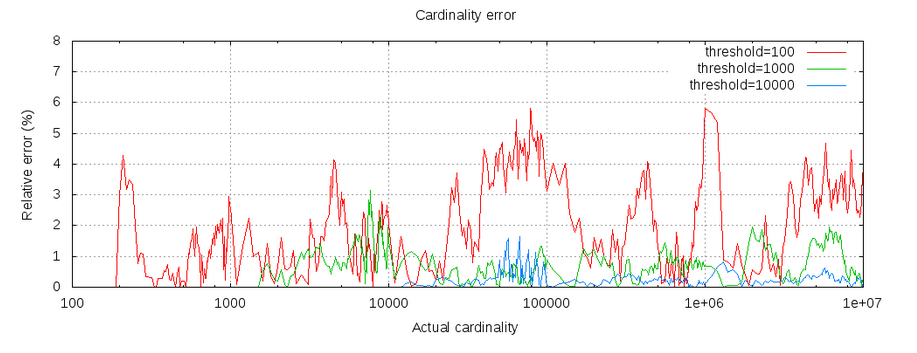 Cardinality error
8
7
6
5
4
3
2
1
0
Relative error (%)
threshold=100
threshold=1000
threshold=10000
100
1000
10000
100000
1e+06
1e+07
Actual cardinality